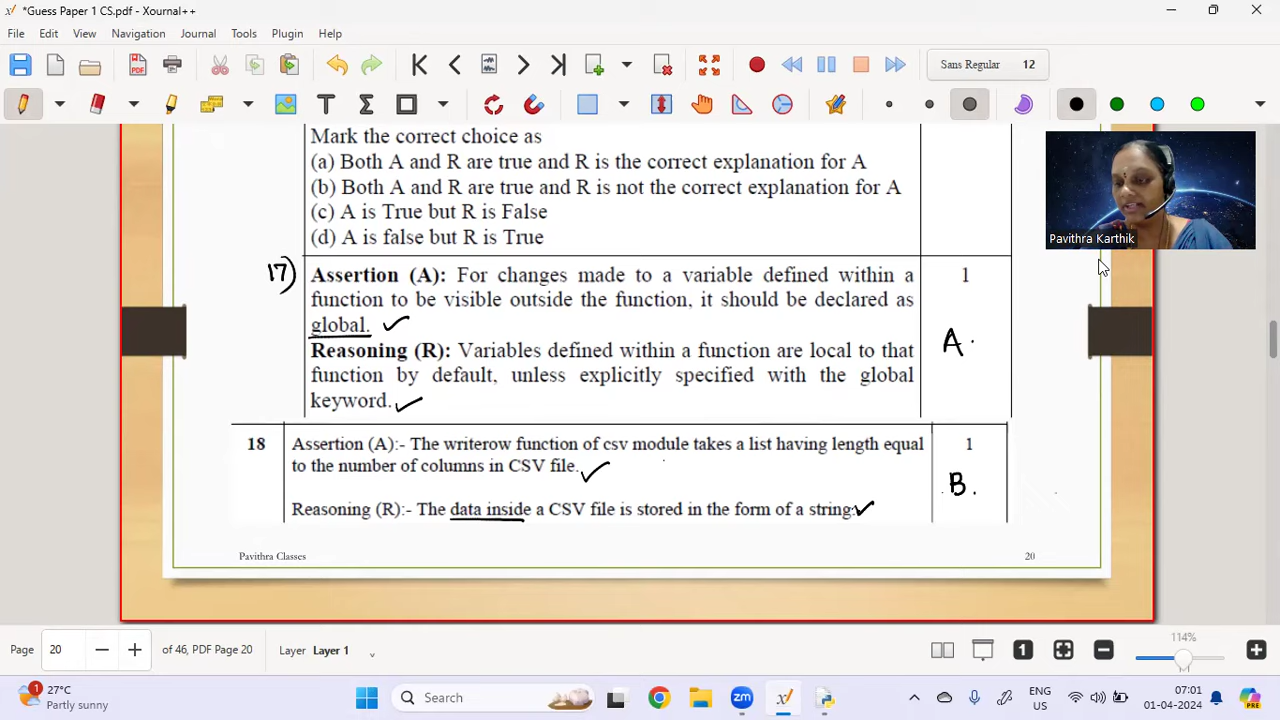 *Guess Paper 1 CS.pdf - Xournal++
File Edit View Navigation Journal Tools Plugin Help
Sans Regular 12
Mark the correct choice as
(a) Both A and R are true and R is the correct explanation for A
(b) Both A and R are true and R is not the correct explanation for A
(c) A is True but R is False
(d) A is false but R is True
Pavithra Karthik
17) Assertion (A): For changes made to a variable defined within a 1
function to be visible outside the function, it should be declared as
global.
A.
Reasoning (R): Variables defined within a function are local to that
function by default, unless explicitly specified with the global
keyword.
18 Assertion (A):- The writerow function of csv module takes a list having length equal 1
to the number of columns in CSV file.
B.
Reasoning (R):- The data inside a CSV file is stored in the form of a string.
Pavithra Classes 20
Page 20 of 46, PDF Page 20 Layer Layer 1 114%
1
1 27°C
Partly sunny
Search
ENG
US
07:01
01-04-2024
PRE